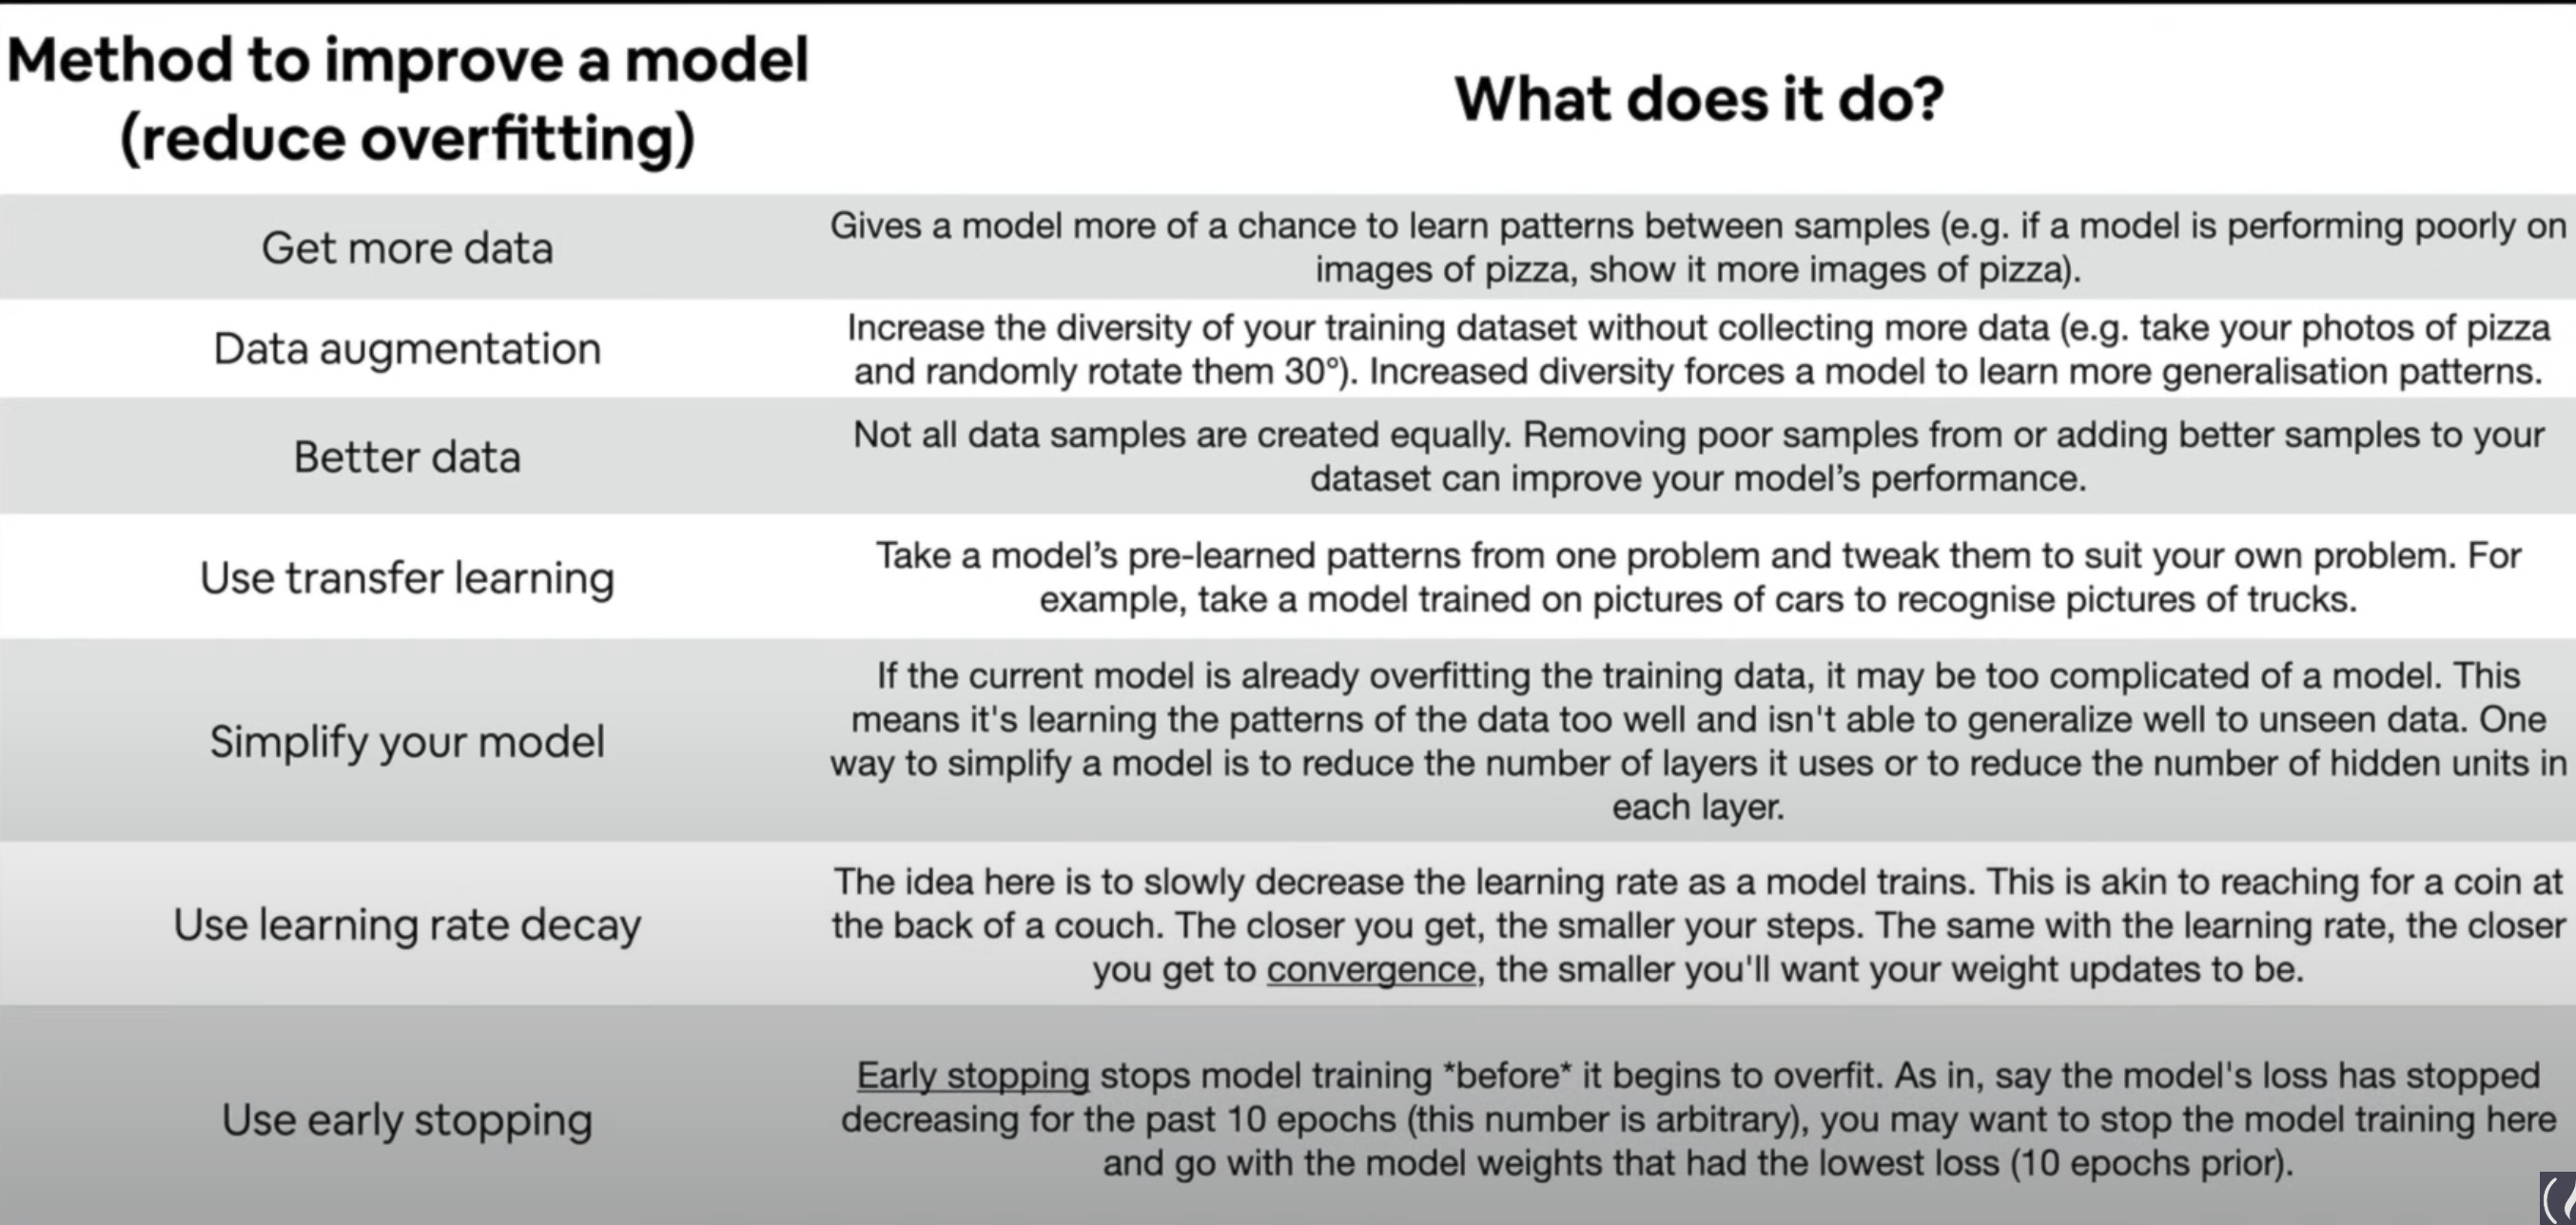 Method to improve a model
(reduce overfitting)
What does it do?
Get more data
Gives a model more of a chance to learn patterns between samples (e.g. if a model is performing poorly on
images of pizza, show it more images of pizza).
Data augmentation
Increase the diversity of your training dataset without collecting more data (e.g. take your photos of pizza
and randomly rotate them 30°). Increased diversity forces a model to learn more generalisation patterns.
Better data
Not all data samples are created equally. Removing poor samples from or adding better samples to your
dataset can improve your model’s performance.
Use transfer learning
Take a model’s pre-learned patterns from one problem and tweak them to suit your own problem. For
example, take a model trained on pictures of cars to recognise pictures of trucks.
Simplify your model
If the current model is already overfitting the training data, it may be too complicated of a model. This
means it's learning the patterns of the data too well and isn't able to generalize well to unseen data. One
way to simplify a model is to reduce the number of layers it uses or to reduce the number of hidden units in
each layer.
Use learning rate decay
The idea here is to slowly decrease the learning rate as a model trains. This is akin to reaching for a coin at
the back of a couch. The closer you get, the smaller your steps. The same with the learning rate, the closer
you get to convergence, the smaller you'll want your weight updates to be.
Use early stopping
Early stopping stops model training *before* it begins to overfit. As in, say the model's loss has stopped
decreasing for the past 10 epochs (this number is arbitrary), you may want to stop the model training here
and go with the model weights that had the lowest loss (10 epochs prior).